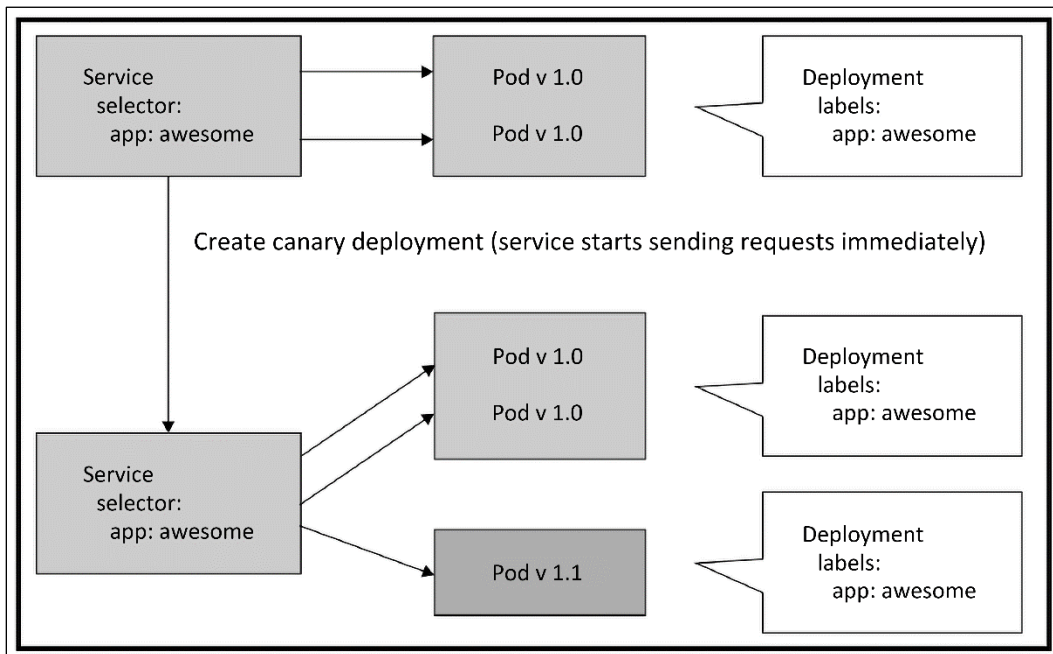 Service
selector:
app: awesome
Pod v 1.0
Pod v 1.0
Deployment
labels:
app: awesome
Create canary deployment (service starts sending requests immediately)
Pod v 1.0
Pod v 1.0
Deployment
labels:
app: awesome
Service
selector:
app: awesome
Pod v 1.1
Deployment
labels:
app: awesome